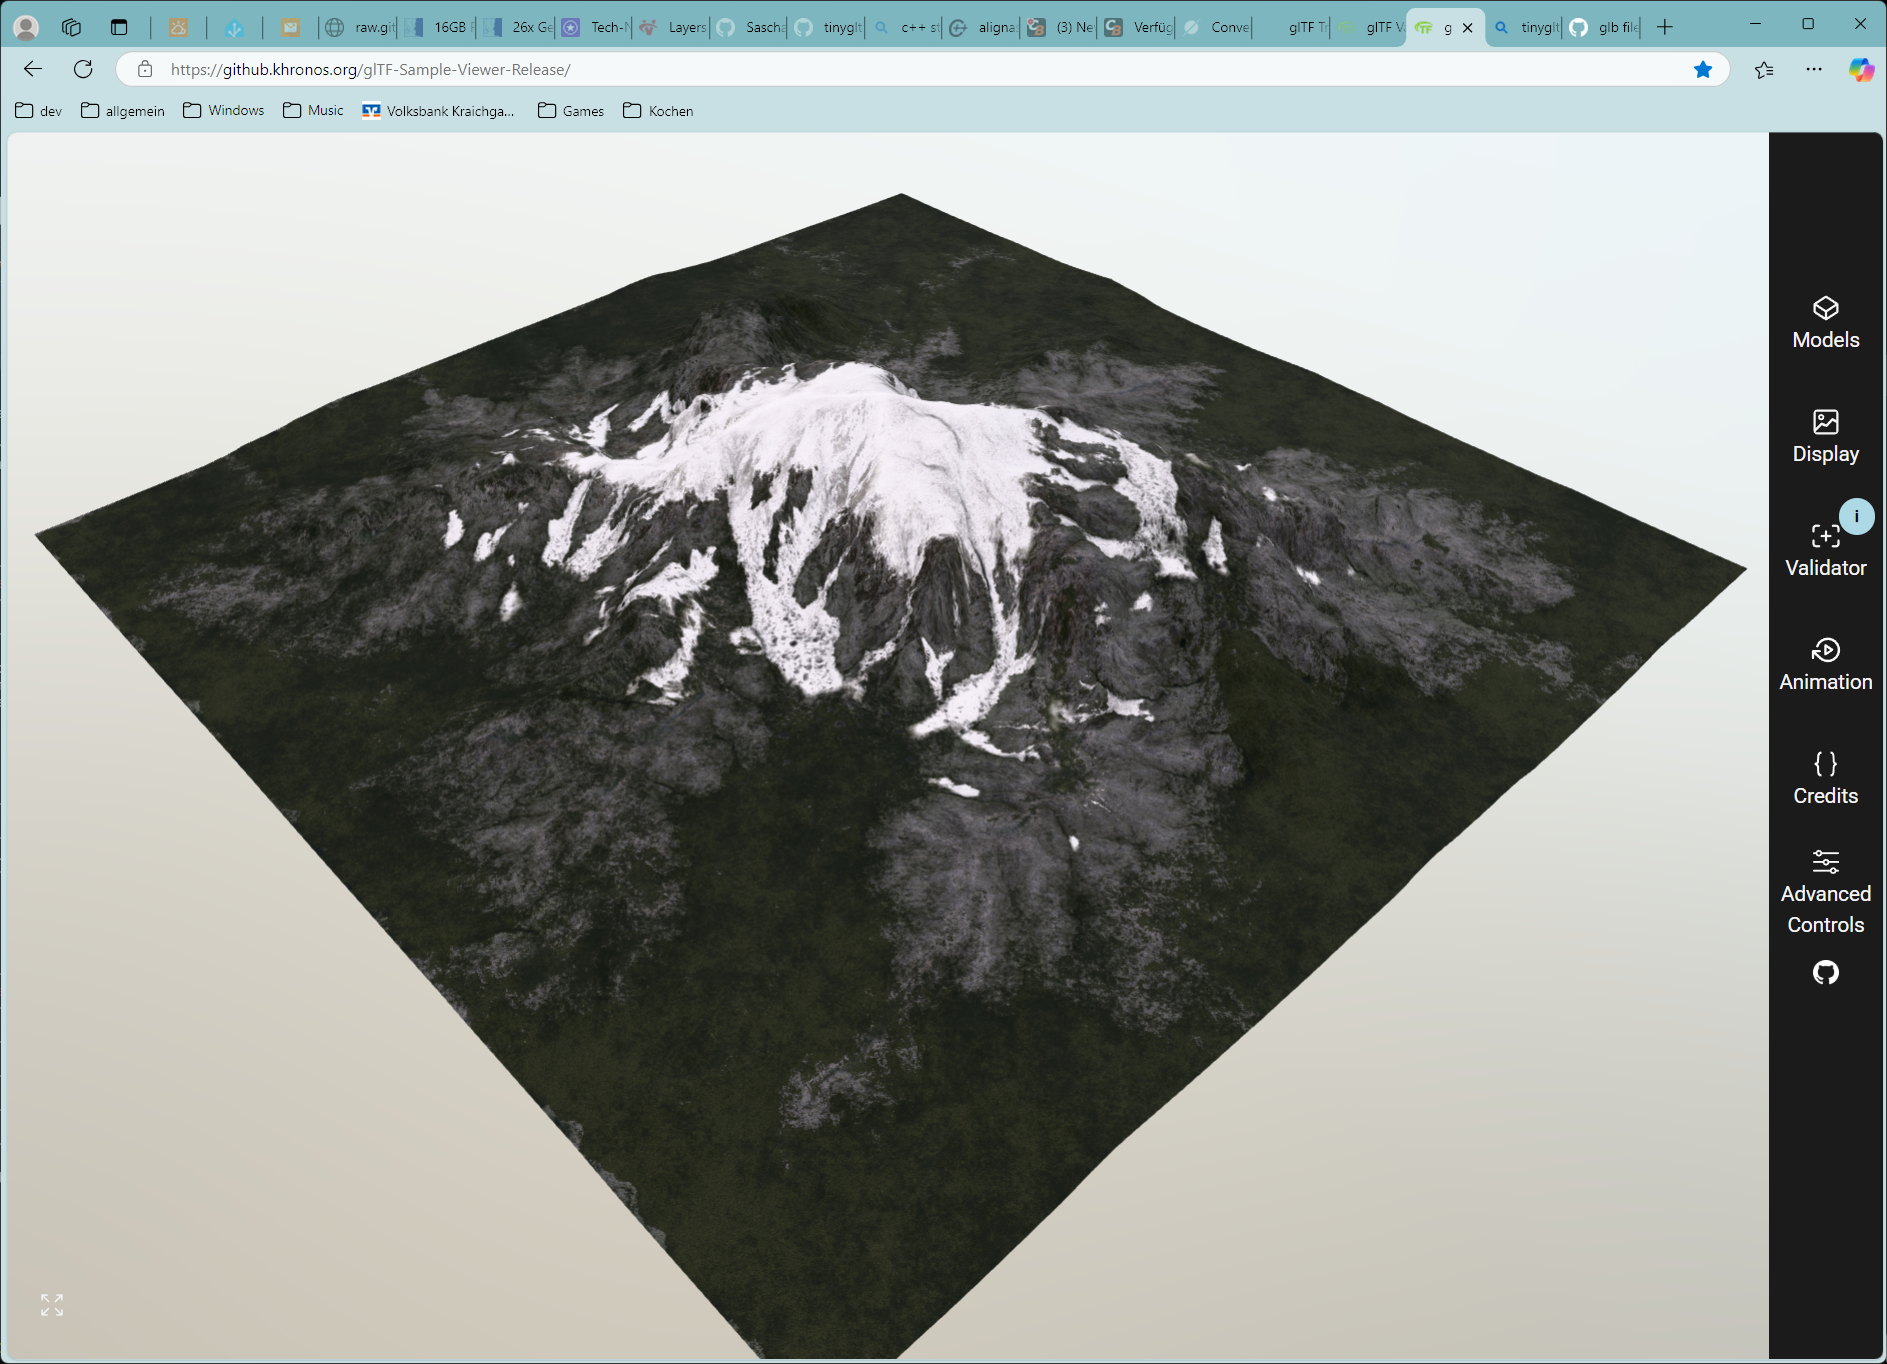 raw.git
16GB
26x Ge
Tech-
Layers
Sascha
tinyglt
c++ st
aligna
(3) Ne
Verfüg
Conve
glTF Tr
glTF V
g
tinyglt
glb file
https://github.khronos.org/glTF-Sample-Viewer-Release/
dev
allgemein
Windows
Music
Volksbank Kraichga...
Games
Kochen
Models
Display
i
Validator
Animation
{ }
Credits
Advanced
Controls